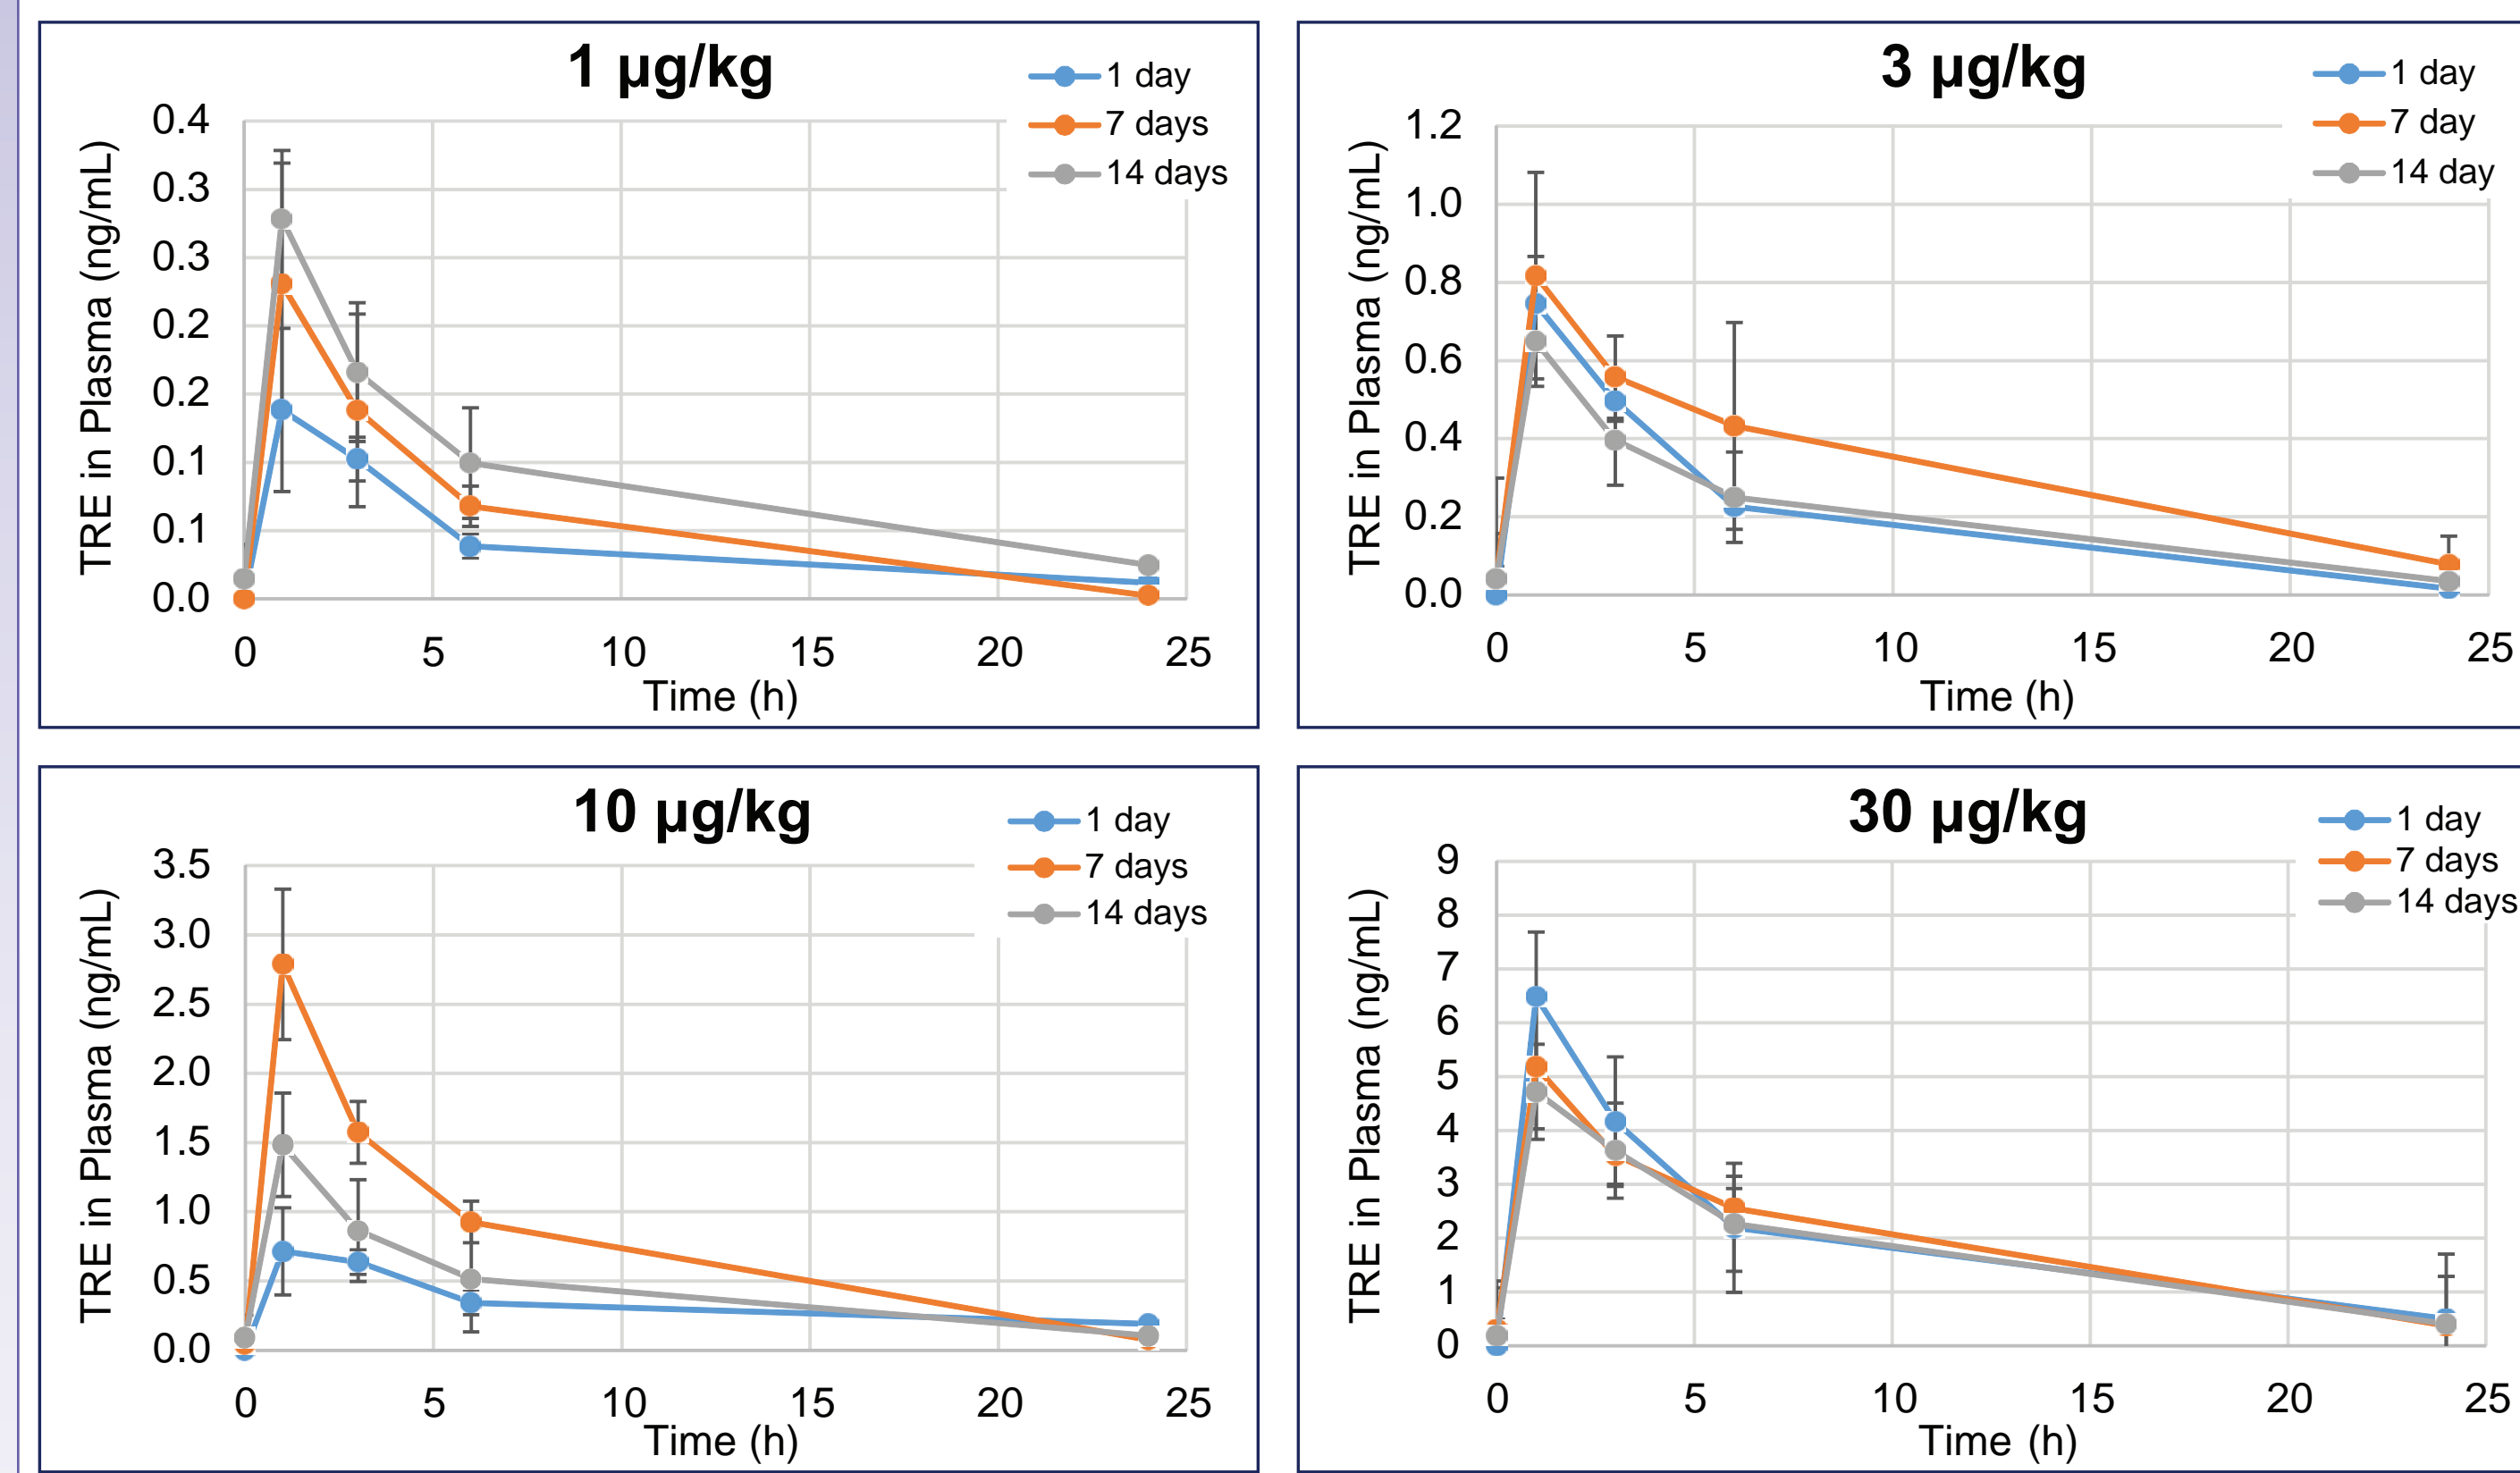 1 µg/kg
1 day
7 days
14 days
TRE in Plasma (ng/mL)
0.4
0.3
0.3
0.2
0.2
0.1
0.1
0.0
0 5 10 15 20 25
Time (h)
3 µg/kg
1 day
7 day
14 day
TRE in Plasma (ng/mL)
1.2
1.0
0.8
0.6
0.4
0.2
0.0
0 5 10 15 20 25
Time (h)
10 µg/kg
1 day
7 days
14 days
TRE in Plasma (ng/mL)
3.5
3.0
2.5
2.0
1.5
1.0
0.5
0.0
0 5 10 15 20 25
Time (h)
30 µg/kg
1 day
7 days
14 days
TRE in Plasma (ng/mL)
9
8
7
6
5
4
3
2
1
0
0 5 10 15 20 25
Time (h)